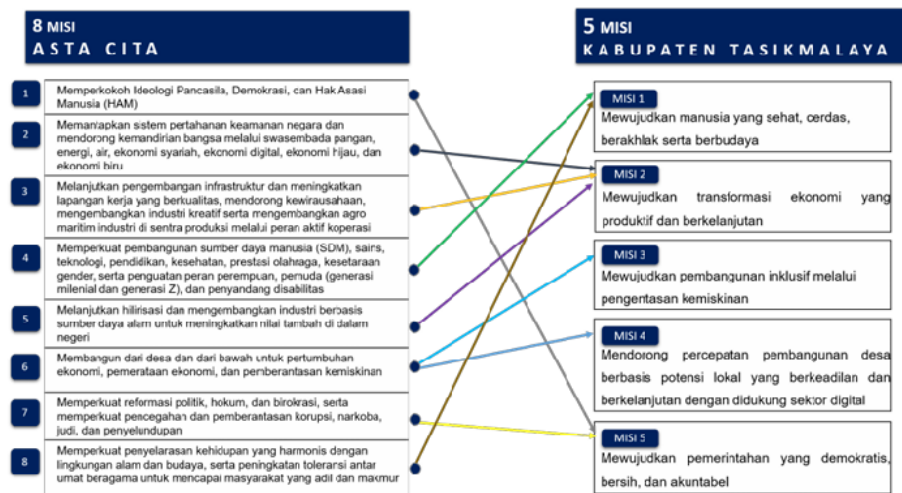 8 MISI
ASTA CITA
1
Memperkokoh Ideologi Pancasila, Demokrasi, dan Hak Asasi
Manusia (HAM)
2
Memantapkan sistem pertahanan keamanan negara dan
mendorong kemandirian bangsa melalui swasembada pangan,
energi, air, ekonomi syariah, ekonomi digital, ekonomi hijau, dan
ekonomi biru
3
Melanjutkan pengembangan infrastruktur dan meningkatkan
lapangan kerja yang berkualitas, mendorong kewirausahaan,
mengembangkan industri kreatif serta mengembangkan agro
maritim industri di sentra produksi melalui peran aktif koperasi
4
Memperkuat pembangunan sumber daya manusia (SDM), sains,
teknologi, pendidikan, kesehatan, prestasi olahraga, kesetaraan
gender, serta penguatan peran perempuan, pemuda (generasi
milenial dan generasi Z), dan penyandang disabilitas
5
Melanjutkan hilirisasi dan mengembangkan industri berbasis
sumber daya alam untuk meningkatkan nilai tambah di dalam
negeri
6
Membangun dari desa dan dari bawah untuk pertumbuhan
ekonomi, pemerataan ekonomi, dan pemberantasan kemiskinan
7
Memperkuat reformasi politik, hokum, dan birokrasi, serta
memperkuat pencegahan dan pemberantasan korupsi, narkoba,
judi, dan penyelundupan
8
Memperkuat penyelarasan kehidupan yang harmonis dengan
lingkungan alam dan budaya, serta peningkatan toleransi antar
umat beragama untuk mencapai masyarakat yang adil dan makmur
5 MISI
KABUPATEN TASIKMALAYA
MISI 1
Mewujudkan manusia yang sehat, cerdas,
berakhlak serta berbudaya
MISI 2
Mewujudkan transformasi ekonomi yang
produktif dan berkelanjutan
MISI 3
Mewujudkan pembangunan inklusif melalui
pengentasan kemiskinan
MISI 4
Mendorong percepatan pembangunan desa
berbasis potensi lokal yang berkeadilan dan
berkelanjutan dengan didukung sektor digital
MISI 5
Mewujudkan pemerintahan yang demokratis,
bersih, dan akuntabel